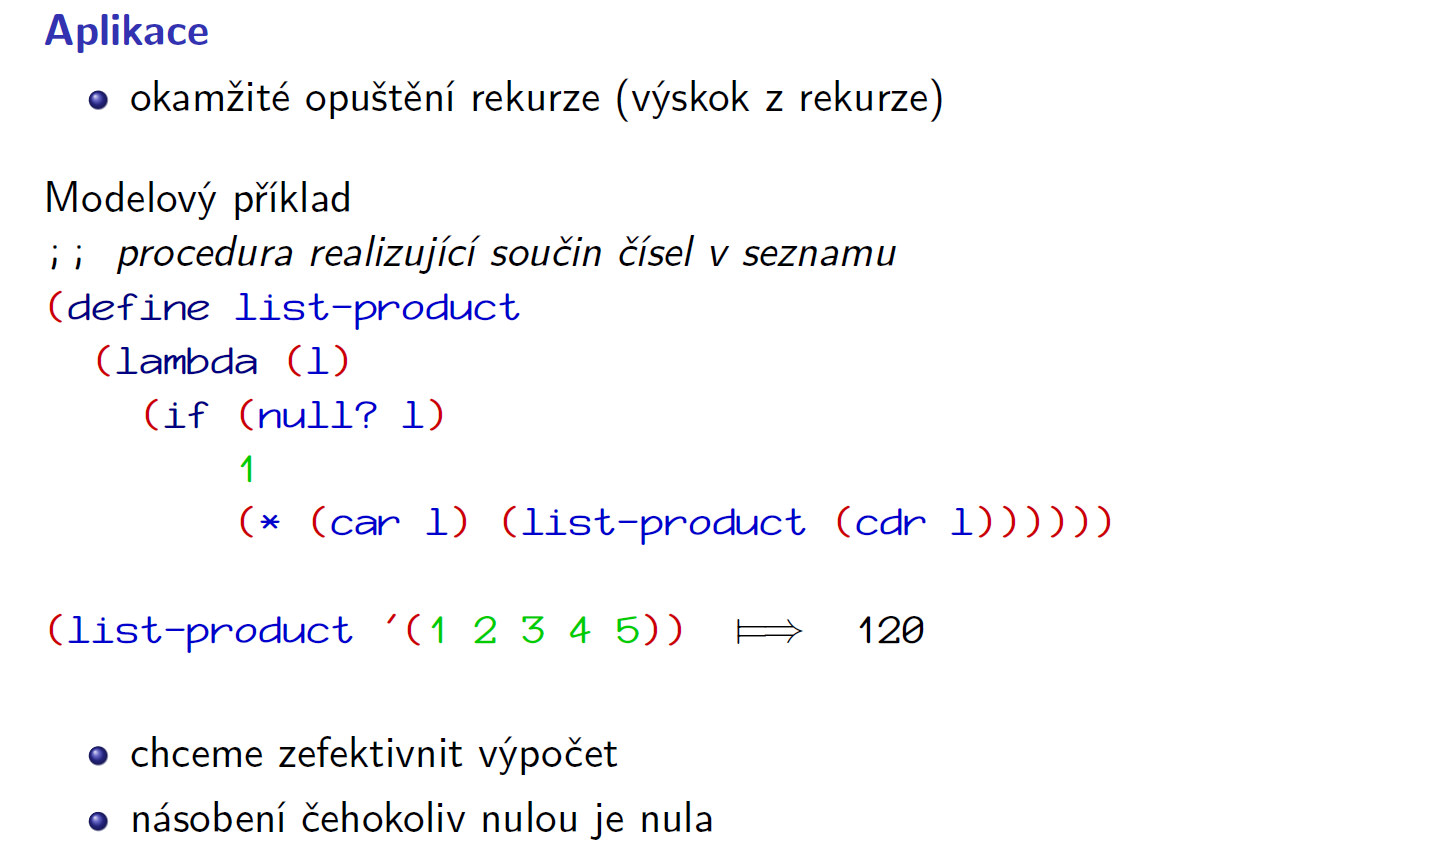 Aplikace
okamžité opuštění rekurze (výskok z rekurze)
Modelový příklad
;; procedura realizující součin čísel v seznamu
(define list-product
(lambda (l)
(if (null? l)
1
(* (car l) (list-product (cdr l))))))
(list-product '(1 2 3 4 5)) ⟹ 120
chceme zefektivnit výpočet
násobení čehokoliv nulou je nula